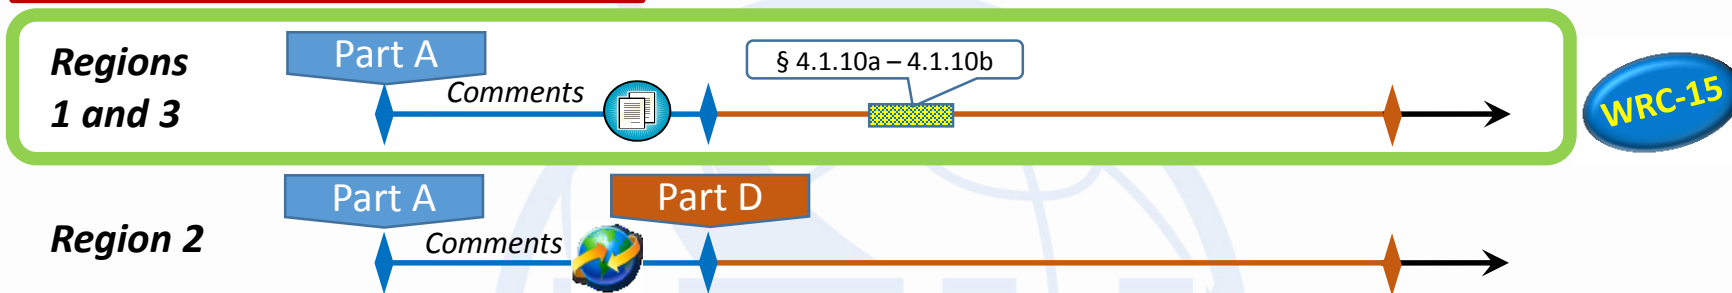 Regions
1 and 3
Part A
Comments
§ 4.1.10a – 4.1.10b
WRC-15
Region 2
Part A
Comments
Part D